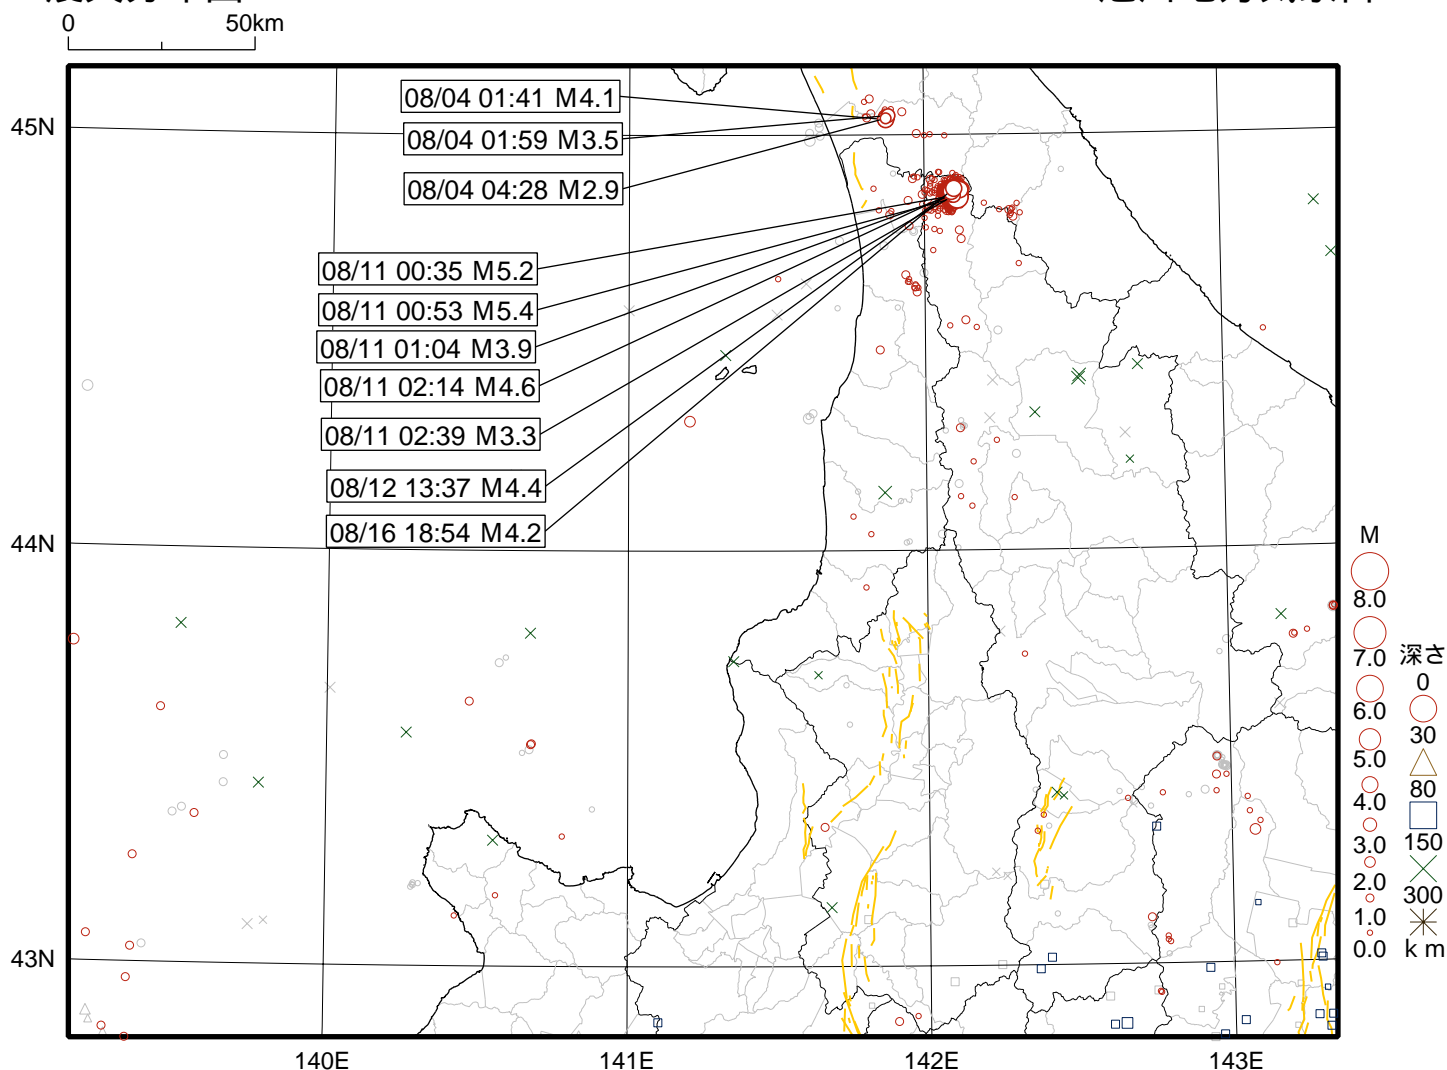 0 50km
08/04 01:41 M4.1
08/04 01:59 M3.5
08/04 04:28 M2.9
08/11 00:35 M5.2
08/11 00:53 M5.4
08/11 01:04 M3.9
08/11 02:14 M4.6
08/11 02:39 M3.3
08/12 13:37 M4.4
08/16 18:54 M4.2
45N
44N
43N
140E 141E 142E 143E
M
8.0
7.0
6.0
5.0
4.0
3.0
2.0
1.0
0.0
深さ
0
30
80
150
300
km